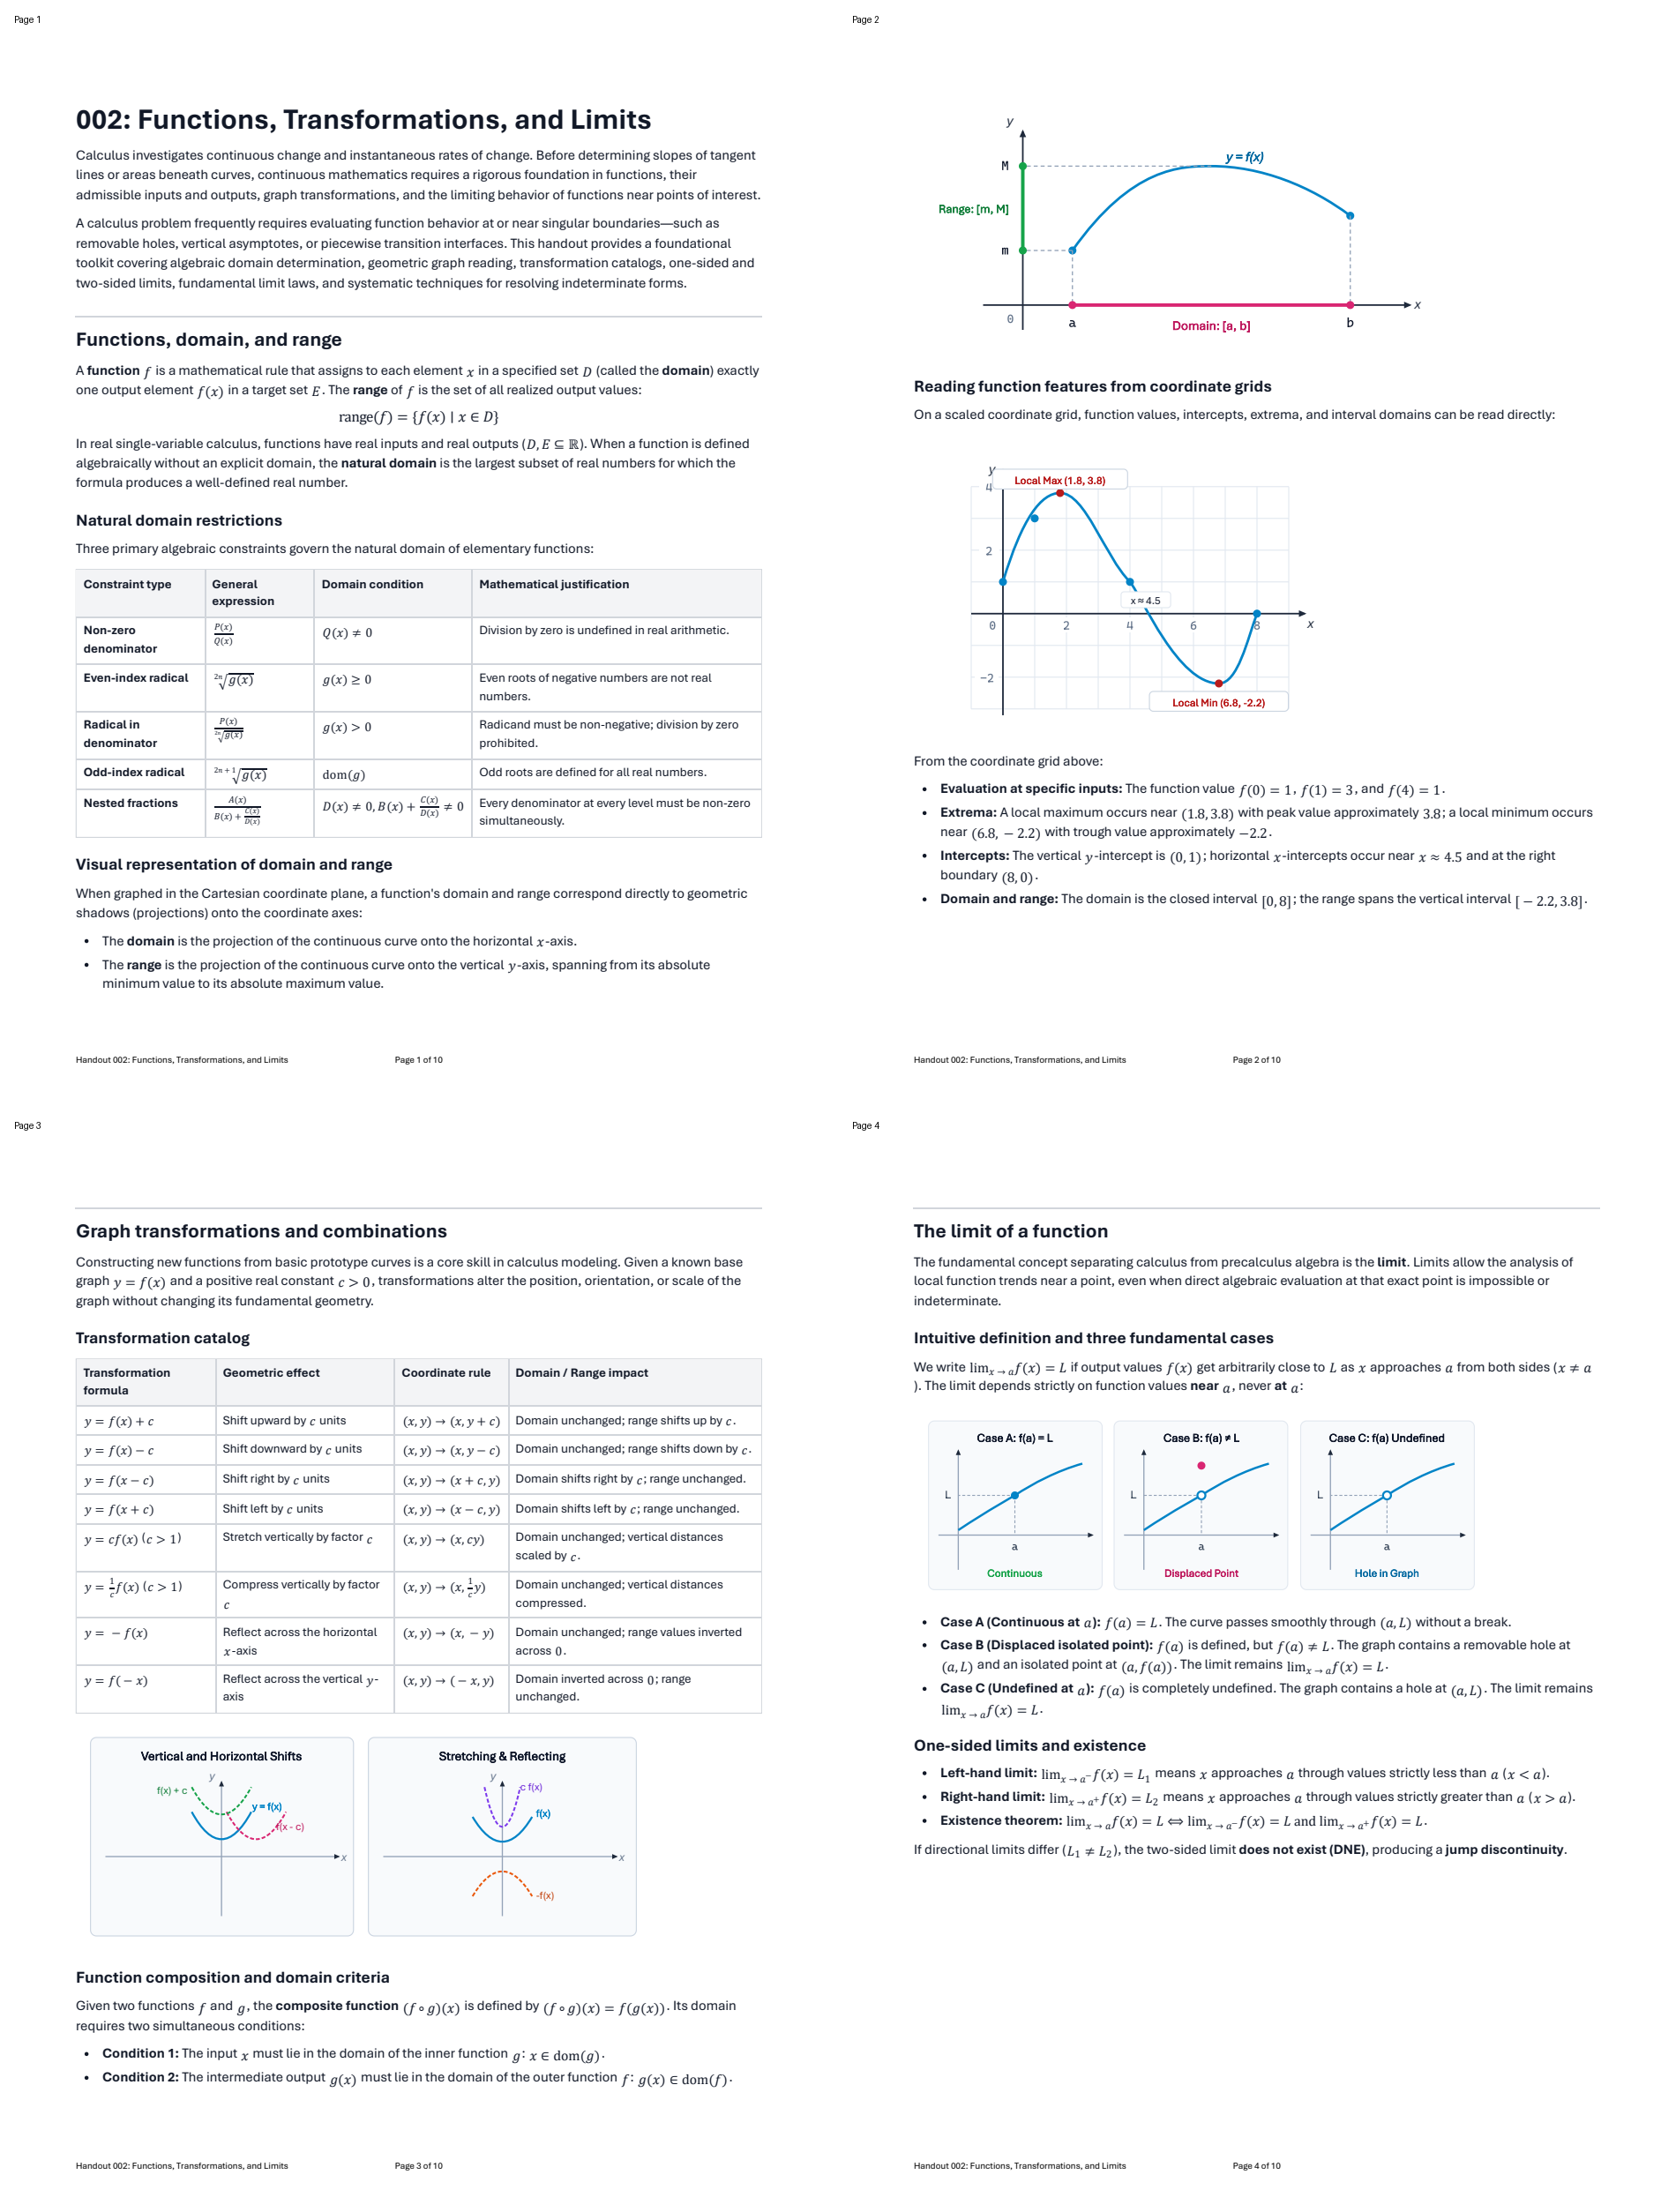 Page 1
002: Functions, Transformations, and Limits
Calculus investigates continuous change and instantaneous rates of change. Before determining slopes of tangent
lines or areas beneath curves, continuous mathematics requires a rigorous foundation in functions, their
admissible inputs and outputs, graph transformations, and the limiting behavior of functions near points of interest.
A calculus problem frequently requires evaluating function behavior at or near singular boundaries—such as
removable holes, vertical asymptotes, or piecewise transition interfaces. This handout provides a foundational
toolkit covering algebraic domain determination, geometric graph reading, transformation catalogs, one-sided and
two-sided limits, fundamental limit laws, and systematic techniques for resolving indeterminate forms.
Functions, domain, and range
A function f is a mathematical rule that assigns to each element x in a specified set D (called the domain) exactly
one output element f(x) in a target set E. The range of f is the set of all realized output values:
range(f) = {f(x) | x ∈ D}
In real single-variable calculus, functions have real inputs and real outputs (D, E ⊆ ℝ). When a function is defined
algebraically without an explicit domain, the natural domain is the largest subset of real numbers for which the
formula produces a well-defined real number.
Natural domain restrictions
Three primary algebraic constraints govern the natural domain of elementary functions:
Constraint type | General expression | Domain condition | Mathematical justification
Non-zero denominator | P(x)/Q(x) | Q(x) ≠ 0 | Division by zero is undefined in real arithmetic.
Even-index radical | ²ⁿ√g(x) | g(x) ≥ 0 | Even roots of negative numbers are not real numbers.
Radical in denominator | P(x)/²ⁿ√g(x) | g(x) > 0 | Radicand must be non-negative; division by zero prohibited.
Odd-index radical | ²ⁿ⁺¹√g(x) | dom(g) | Odd roots are defined for all real numbers.
Nested fractions | A(x)/(B(x) + C(x)/D(x)) | D(x) ≠ 0, B(x) + C(x)/D(x) ≠ 0 | Every denominator at every level must be non-zero simultaneously.
Visual representation of domain and range
When graphed in the Cartesian coordinate plane, a function's domain and range correspond directly to geometric
shadows (projections) onto the coordinate axes:
• The domain is the projection of the continuous curve onto the horizontal x-axis.
• The range is the projection of the continuous curve onto the vertical y-axis, spanning from its absolute
minimum value to its absolute maximum value.
Handout 002: Functions, Transformations, and Limits Page 1 of 10
Page 2
y
M
y = f(x)
Range: [m, M]
m
0
a
Domain: [a, b]
b
x
Reading function features from coordinate grids
On a scaled coordinate grid, function values, intercepts, extrema, and interval domains can be read directly:
y
4
Local Max (1.8, 3.8)
2
x ≈ 4.5
0 2 4 6 8 x
−2
Local Min (6.8, -2.2)
From the coordinate grid above:
• Evaluation at specific inputs: The function value f(0) = 1, f(1) = 3, and f(4) = 1.
• Extrema: A local maximum occurs near (1.8, 3.8) with peak value approximately 3.8; a local minimum occurs
near (6.8, − 2.2) with trough value approximately −2.2.
• Intercepts: The vertical y-intercept is (0, 1); horizontal x-intercepts occur near x ≈ 4.5 and at the right
boundary (8, 0).
• Domain and range: The domain is the closed interval [0, 8]; the range spans the vertical interval [ − 2.2, 3.8].
Handout 002: Functions, Transformations, and Limits Page 2 of 10
Page 3
Graph transformations and combinations
Constructing new functions from basic prototype curves is a core skill in calculus modeling. Given a known base
graph y = f(x) and a positive real constant c > 0, transformations alter the position, orientation, or scale of the
graph without changing its fundamental geometry.
Transformation catalog
Transformation formula | Geometric effect | Coordinate rule | Domain / Range impact
y = f(x) + c | Shift upward by c units | (x, y) → (x, y + c) | Domain unchanged; range shifts up by c.
y = f(x) − c | Shift downward by c units | (x, y) → (x, y − c) | Domain unchanged; range shifts down by c.
y = f(x − c) | Shift right by c units | (x, y) → (x + c, y) | Domain shifts right by c; range unchanged.
y = f(x + c) | Shift left by c units | (x, y) → (x − c, y) | Domain shifts left by c; range unchanged.
y = cf(x) (c > 1) | Stretch vertically by factor c | (x, y) → (x, cy) | Domain unchanged; vertical distances scaled by c.
y = 1/c f(x) (c > 1) | Compress vertically by factor c | (x, y) → (x, 1/c y) | Domain unchanged; vertical distances compressed.
y = − f(x) | Reflect across the horizontal x-axis | (x, y) → (x, − y) | Domain unchanged; range values inverted across 0.
y = f( − x) | Reflect across the vertical y-axis | (x, y) → ( − x, y) | Domain inverted across 0; range unchanged.
Vertical and Horizontal Shifts
y
f(x) + c
y = f(x)
f(x - c)
x
Stretching & Reflecting
y
c f(x)
f(x)
x
-f(x)
Function composition and domain criteria
Given two functions f and g, the composite function (f ∘ g)(x) is defined by (f ∘ g)(x) = f(g(x)). Its domain
requires two simultaneous conditions:
• Condition 1: The input x must lie in the domain of the inner function g: x ∈ dom(g).
• Condition 2: The intermediate output g(x) must lie in the domain of the outer function f: g(x) ∈ dom(f).
Handout 002: Functions, Transformations, and Limits Page 3 of 10
Page 4
The limit of a function
The fundamental concept separating calculus from precalculus algebra is the limit. Limits allow the analysis of
local function trends near a point, even when direct algebraic evaluation at that exact point is impossible or
indeterminate.
Intuitive definition and three fundamental cases
We write lim x → a f(x) = L if output values f(x) get arbitrarily close to L as x approaches a from both sides (x ≠ a
). The limit depends strictly on function values near a, never at a:
Case A: f(a) = L
L
a
Continuous
Case B: f(a) ≠ L
L
a
Displaced Point
Case C: f(a) Undefined
L
a
Hole in Graph
• Case A (Continuous at a): f(a) = L. The curve passes smoothly through (a, L) without a break.
• Case B (Displaced isolated point): f(a) is defined, but f(a) ≠ L. The graph contains a removable hole at
(a, L) and an isolated point at (a, f(a)). The limit remains lim x → a f(x) = L.
• Case C (Undefined at a): f(a) is completely undefined. The graph contains a hole at (a, L). The limit remains
lim x → a f(x) = L.
One-sided limits and existence
• Left-hand limit: lim x → a⁻ f(x) = L₁ means x approaches a through values strictly less than a (x < a).
• Right-hand limit: lim x → a⁺ f(x) = L₂ means x approaches a through values strictly greater than a (x > a).
• Existence theorem: lim x → a f(x) = L ⇔ lim x → a⁻ f(x) = L and lim x → a⁺ f(x) = L.
If directional limits differ (L₁ ≠ L₂), the two-sided limit does not exist (DNE), producing a jump discontinuity.
Handout 002: Functions, Transformations, and Limits Page 4 of 10